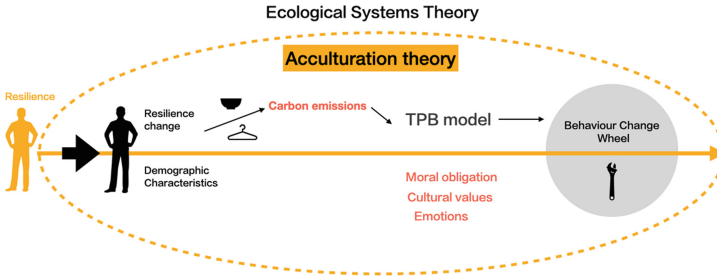 Ecological Systems Theory
Acculturation theory
Resilience
Resilience
change
Carbon emissions
TPB model
Behaviour Change
Wheel
Demographic
Characteristics
Moral obligation
Cultural values
Emotions